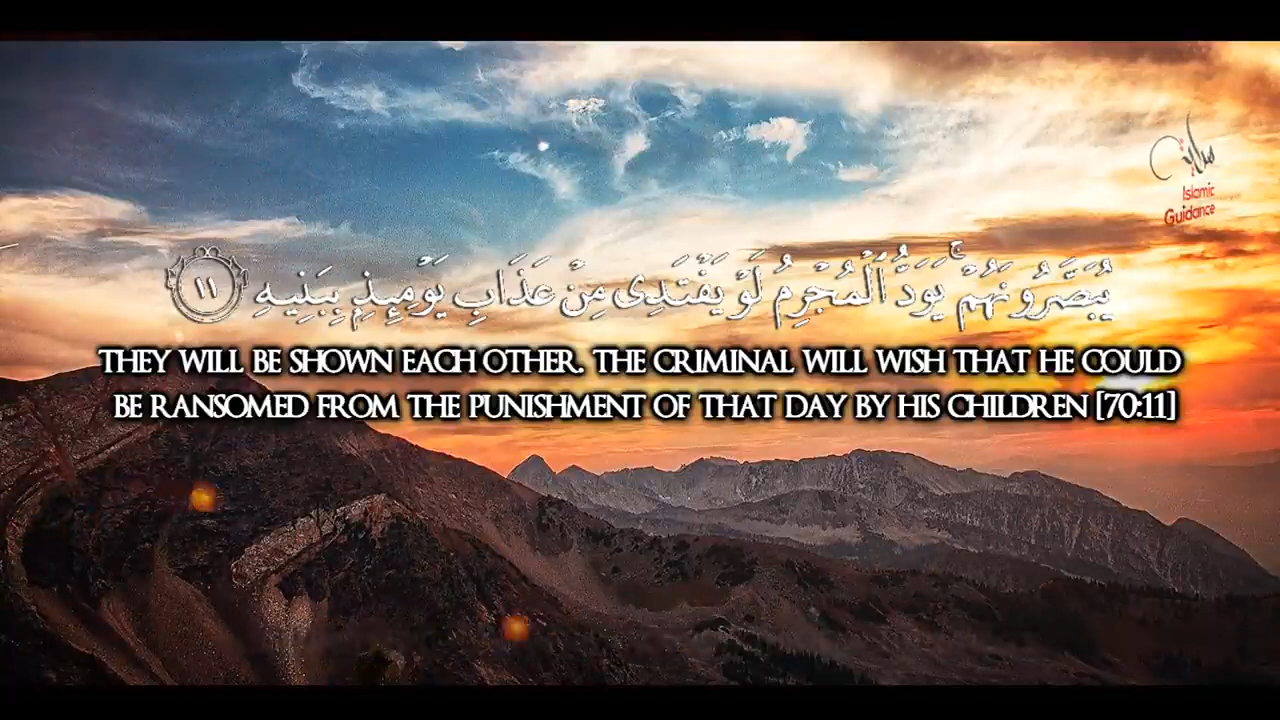 Islamic
Guidance
يُبَصَّرُونَهُمْ ۚ يَوَدُّ ٱلْمُجْرِمُ لَوْ يَفْتَدِى مِنْ عَذَابِ يَوْمِئِذٍۭ بِبَنِيهِ ١١
THEY WILL BE SHOWN EACH OTHER. THE CRIMINAL WILL WISH THAT HE COULD
BE RANSOMED FROM THE PUNISHMENT OF THAT DAY BY HIS CHILDREN [70:11]